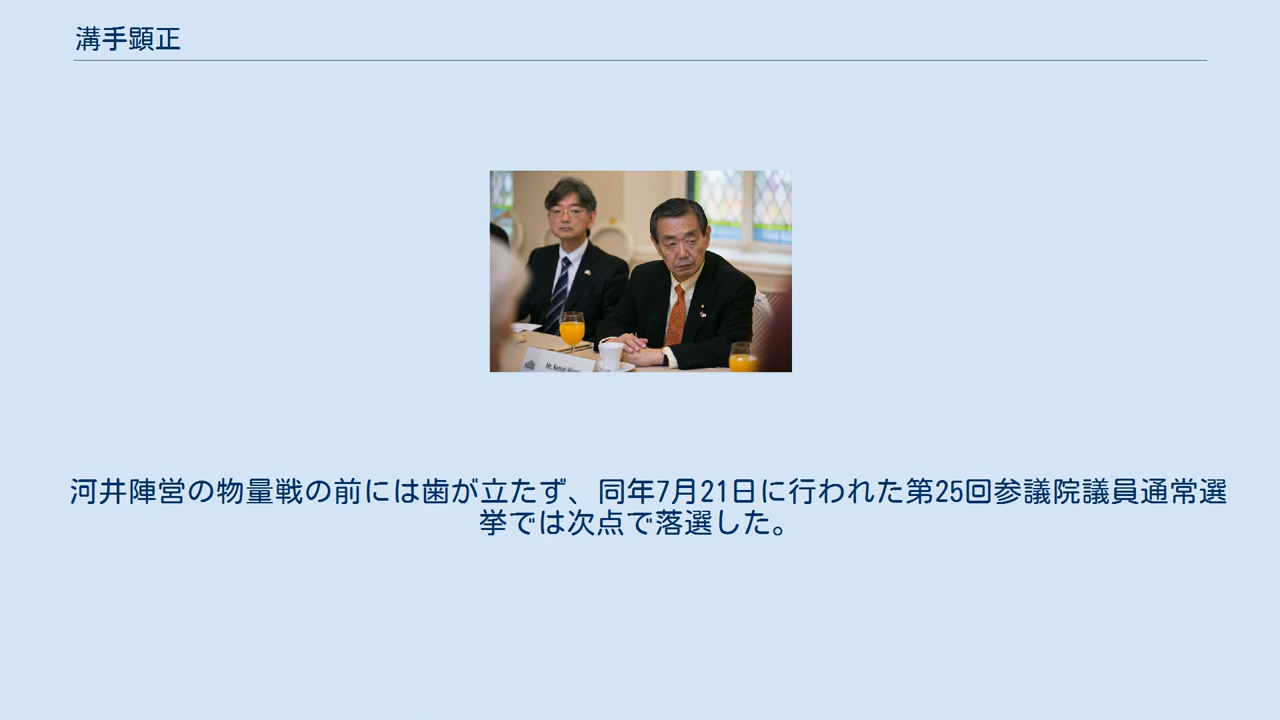 溝手顕正
Mr. Kensei
河井陣営の物量戦の前には歯が立たず、同年7月21日に行われた第25回参議院議員通常選
挙では次点で落選した。